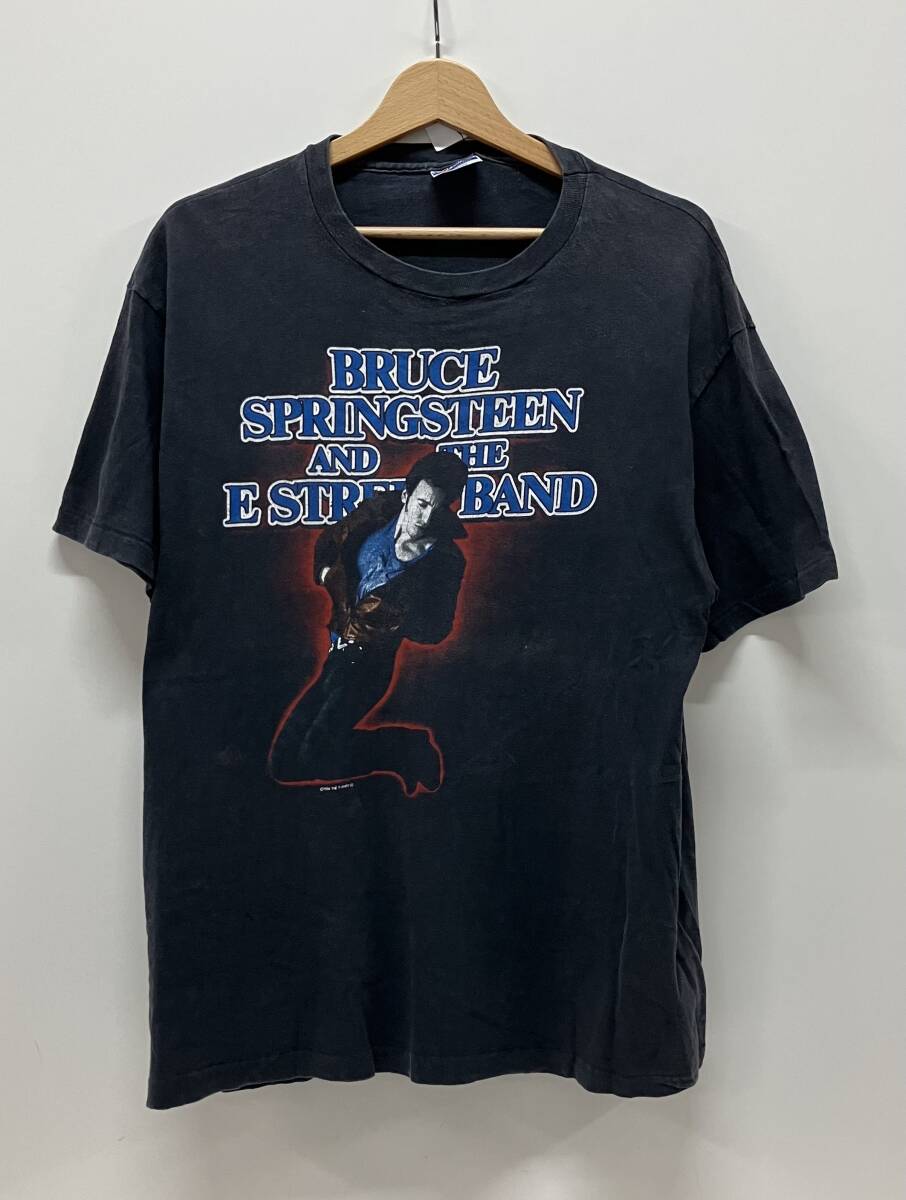 BRUCE
SPRINGSTEEN
AND THE
E STREET BAND